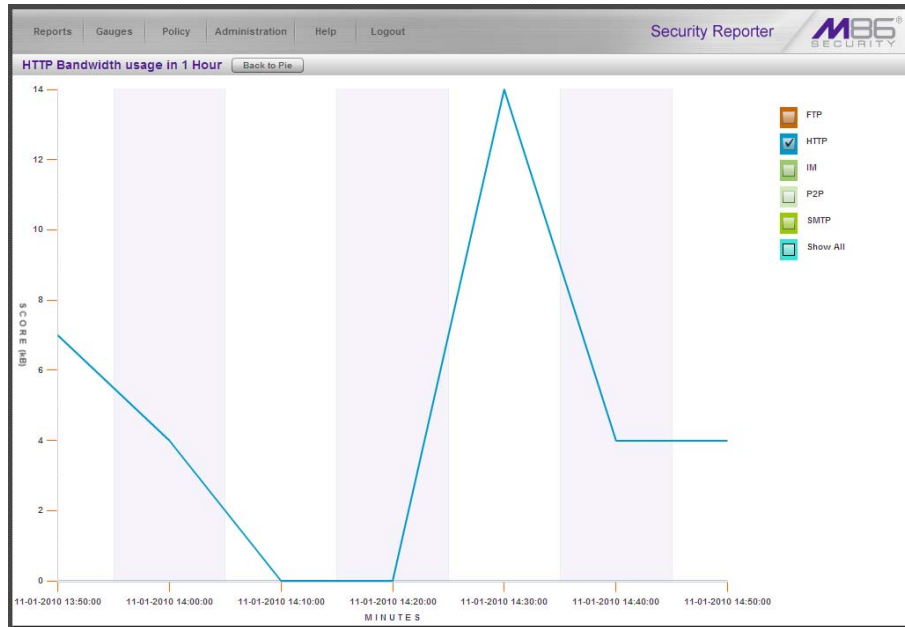 Reports Gauges Policy Administration Help Logout Security Reporter M86® SECURITY
HTTP Bandwidth usage in 1 Hour Back to Pie
14
12
10
8
6
4
2
0
SCORE (kB)
11-01-2010 13:50:00 11-01-2010 14:00:00 11-01-2010 14:10:00 11-01-2010 14:20:00 11-01-2010 14:30:00 11-01-2010 14:40:00 11-01-2010 14:50:00
MINUTES
FTP
HTTP
IM
P2P
SMTP
Show All